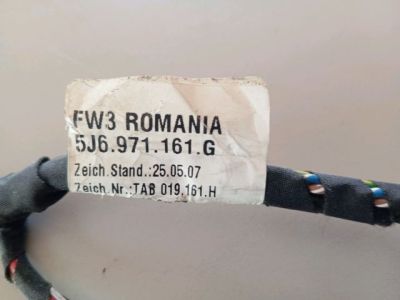 FW3 ROMANIA
5J6.971.161.G
Zeich.Stand.:25.05.07
Zeich.Nr.:TAB 019.161.H